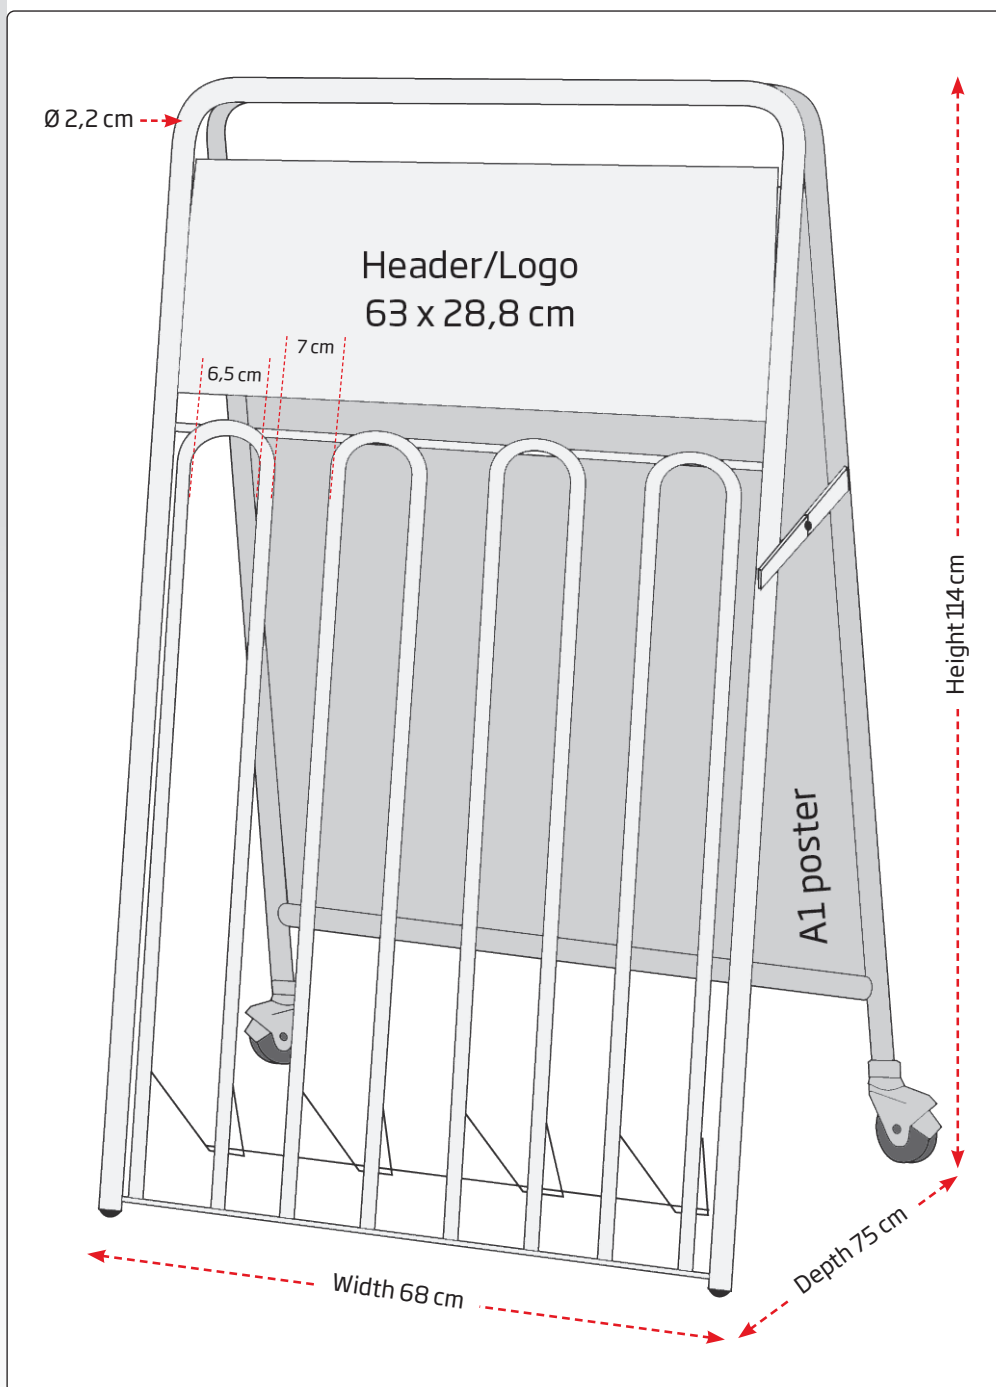 Ø 2,2 cm
Header/Logo
63 x 28,8 cm
7 cm
6,5 cm
Height 114 cm
A1 poster
Depth 75 cm
Width 68 cm